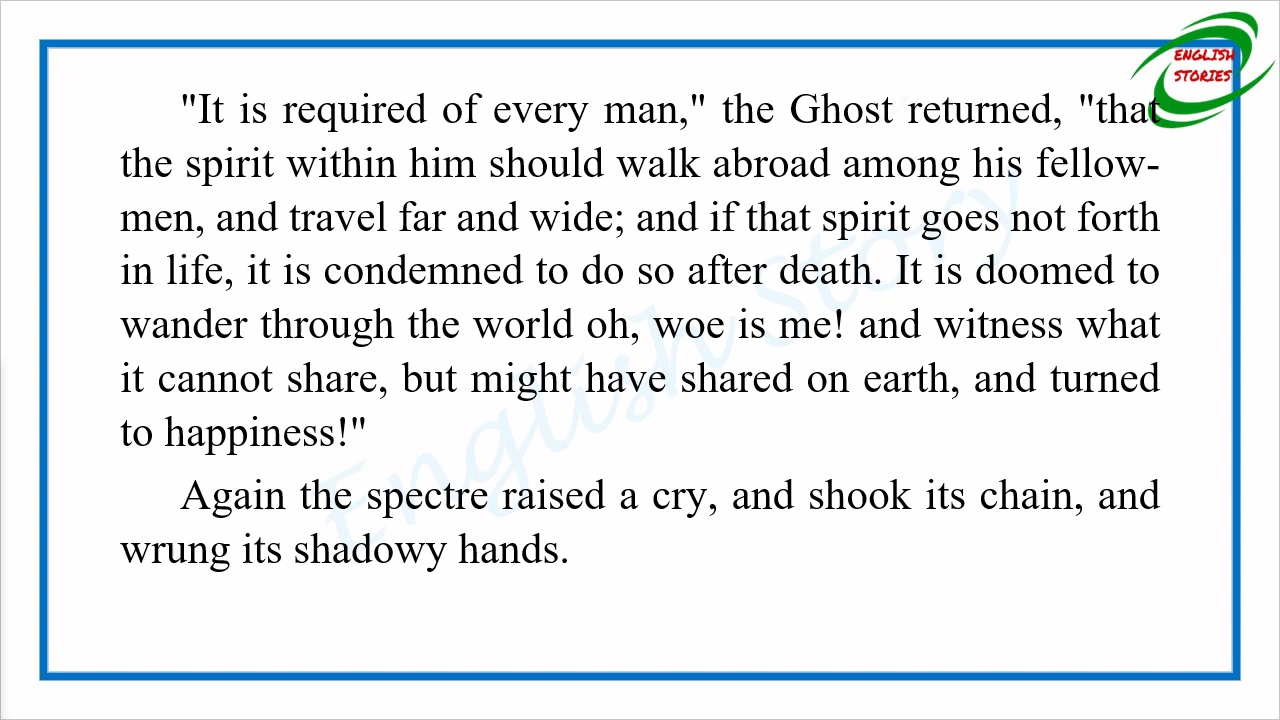 ENGLISH
STORIES
"It is required of every man," the Ghost returned, "that
the spirit within him should walk abroad among his fellow-
men, and travel far and wide; and if that spirit goes not forth
in life, it is condemned to do so after death. It is doomed to
wander through the world oh, woe is me! and witness what
it cannot share, but might have shared on earth, and turned
to happiness!"
Again the spectre raised a cry, and shook its chain, and
wrung its shadowy hands.
English Story